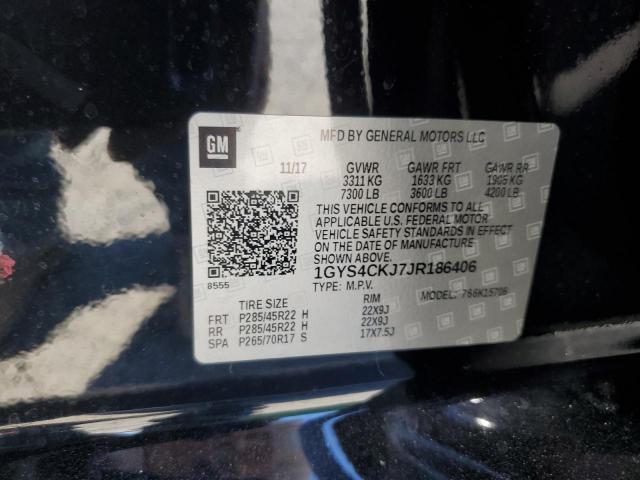 GM
MFD BY GENERAL MOTORS LLC
11/17 GVWR GAWR FRT GAWR RR
3311 KG 1633 KG 1905 KG
7300 LB 3600 LB 4200 LB
THIS VEHICLE CONFORMS TO ALL
APPLICABLE U.S. FEDERAL MOTOR
VEHICLE SAFETY STANDARDS IN EFFECT
ON THE DATE OF MANUFACTURE
SHOWN ABOVE.
1GYS4CKJ7JR186406
8555
TYPE: M.P.V. MODEL: 7S6K15706
TIRE SIZE RIM
FRT P285/45R22 H 22X9J
RR P285/45R22 H 22X9J
SPA P265/70R17 S 17X7.5J